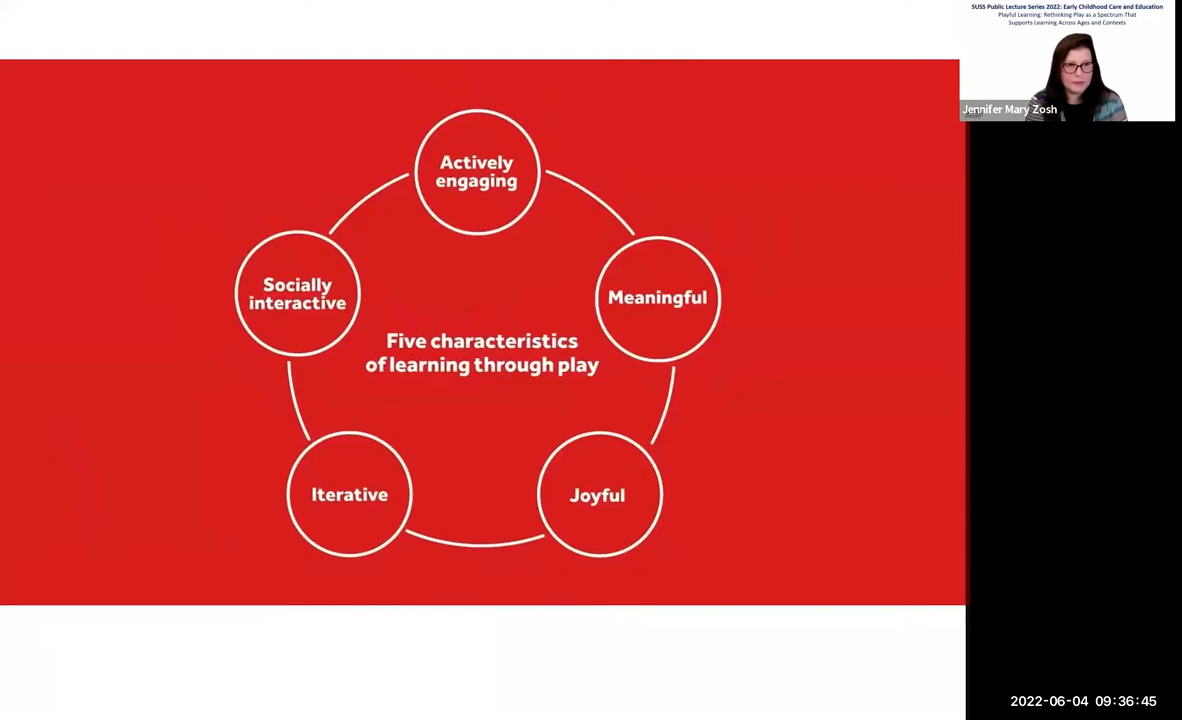 SUSS Public Lecture Series 2022: Early Childhood Care and Education
Playful Learning: Rethinking Play as a Spectrum That
Supports Learning Across Ages and Contexts
Jennifer Mary Zosh
Actively
engaging
Socially
interactive
Meaningful
Five characteristics
of learning through play
Iterative
Joyful
2022-06-04 09:36:45